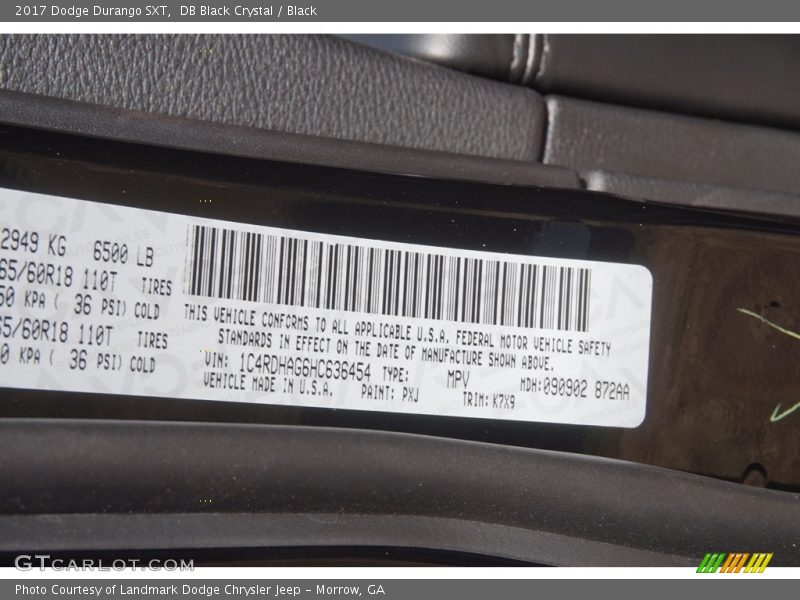 2017 Dodge Durango SXT,  DB Black Crystal / Black
2949 KG    6500 LB
65/60R18 110T    TIRES
50 KPA ( 36 PSI) COLD
65/60R18 110T    TIRES
0 KPA ( 36 PSI) COLD
THIS VEHICLE CONFORMS TO ALL APPLICABLE U.S.A. FEDERAL MOTOR VEHICLE SAFETY
STANDARDS IN EFFECT ON THE DATE OF MANUFACTURE SHOWN ABOVE.
VIN: 1C4RDHAG6HC636454 TYPE:    MPV    MDH:090902 872AA
VEHICLE MADE IN U.S.A.    PAINT: PXJ    TRIM: K7X9
GTCARLOT.COM
Photo Courtesy of Landmark Dodge Chrysler Jeep – Morrow, GA